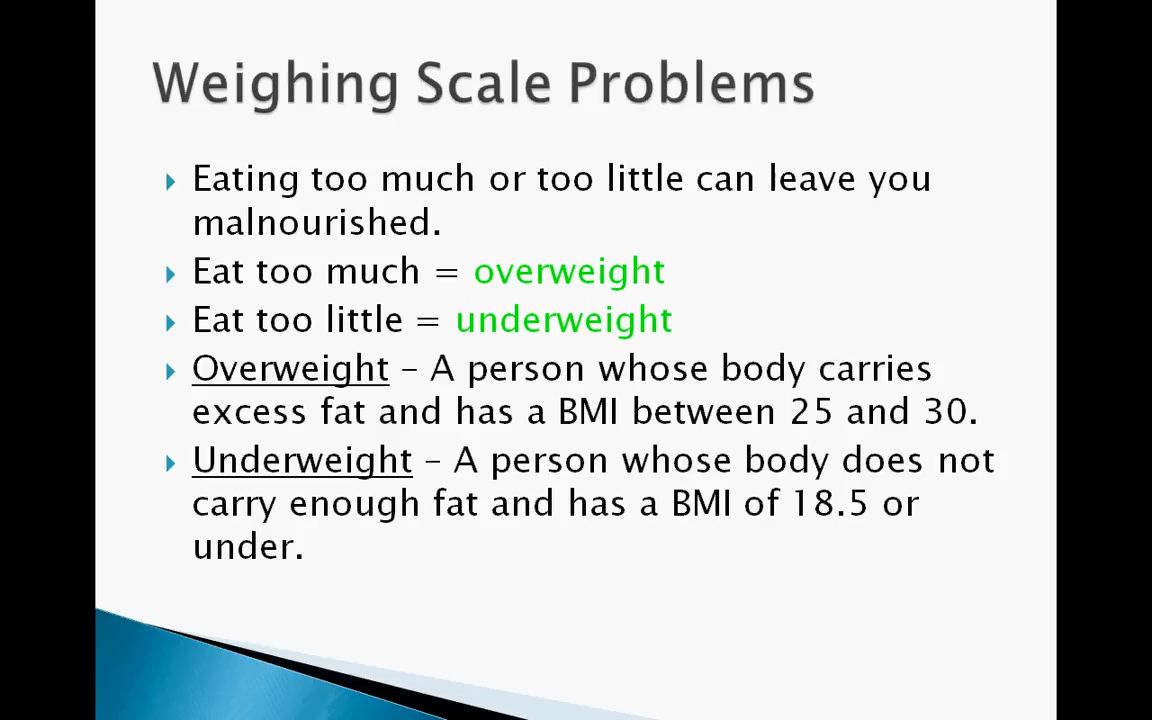 Weighing Scale Problems
Eating too much or too little can leave you
malnourished.
Eat too much = overweight
Eat too little = underweight
Overweight – A person whose body carries
excess fat and has a BMI between 25 and 30.
Underweight – A person whose body does not
carry enough fat and has a BMI of 18.5 or
under.